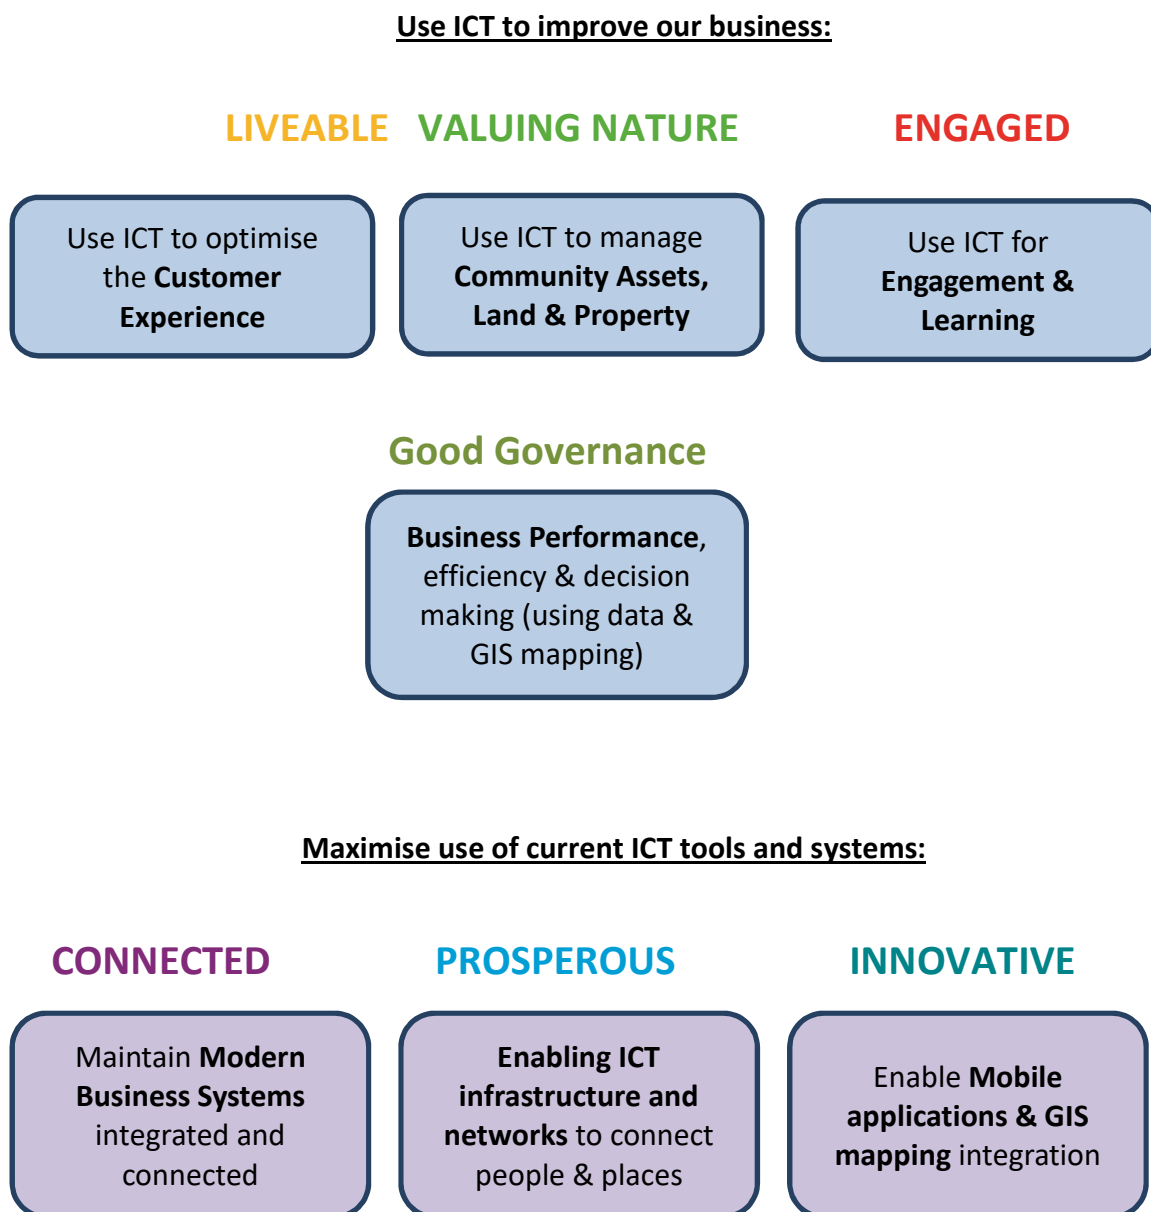 Use ICT to improve our business:
LIVEABLE VALUING NATURE ENGAGED
Use ICT to optimise
the Customer
Experience
Use ICT to manage
Community Assets,
Land & Property
Use ICT for
Engagement &
Learning
Good Governance
Business Performance,
efficiency & decision
making (using data &
GIS mapping)
Maximise use of current ICT tools and systems:
CONNECTED PROSPEROUS INNOVATIVE
Maintain Modern
Business Systems
integrated and
connected
Enabling ICT
infrastructure and
networks to connect
people & places
Enable Mobile
applications & GIS
mapping integration